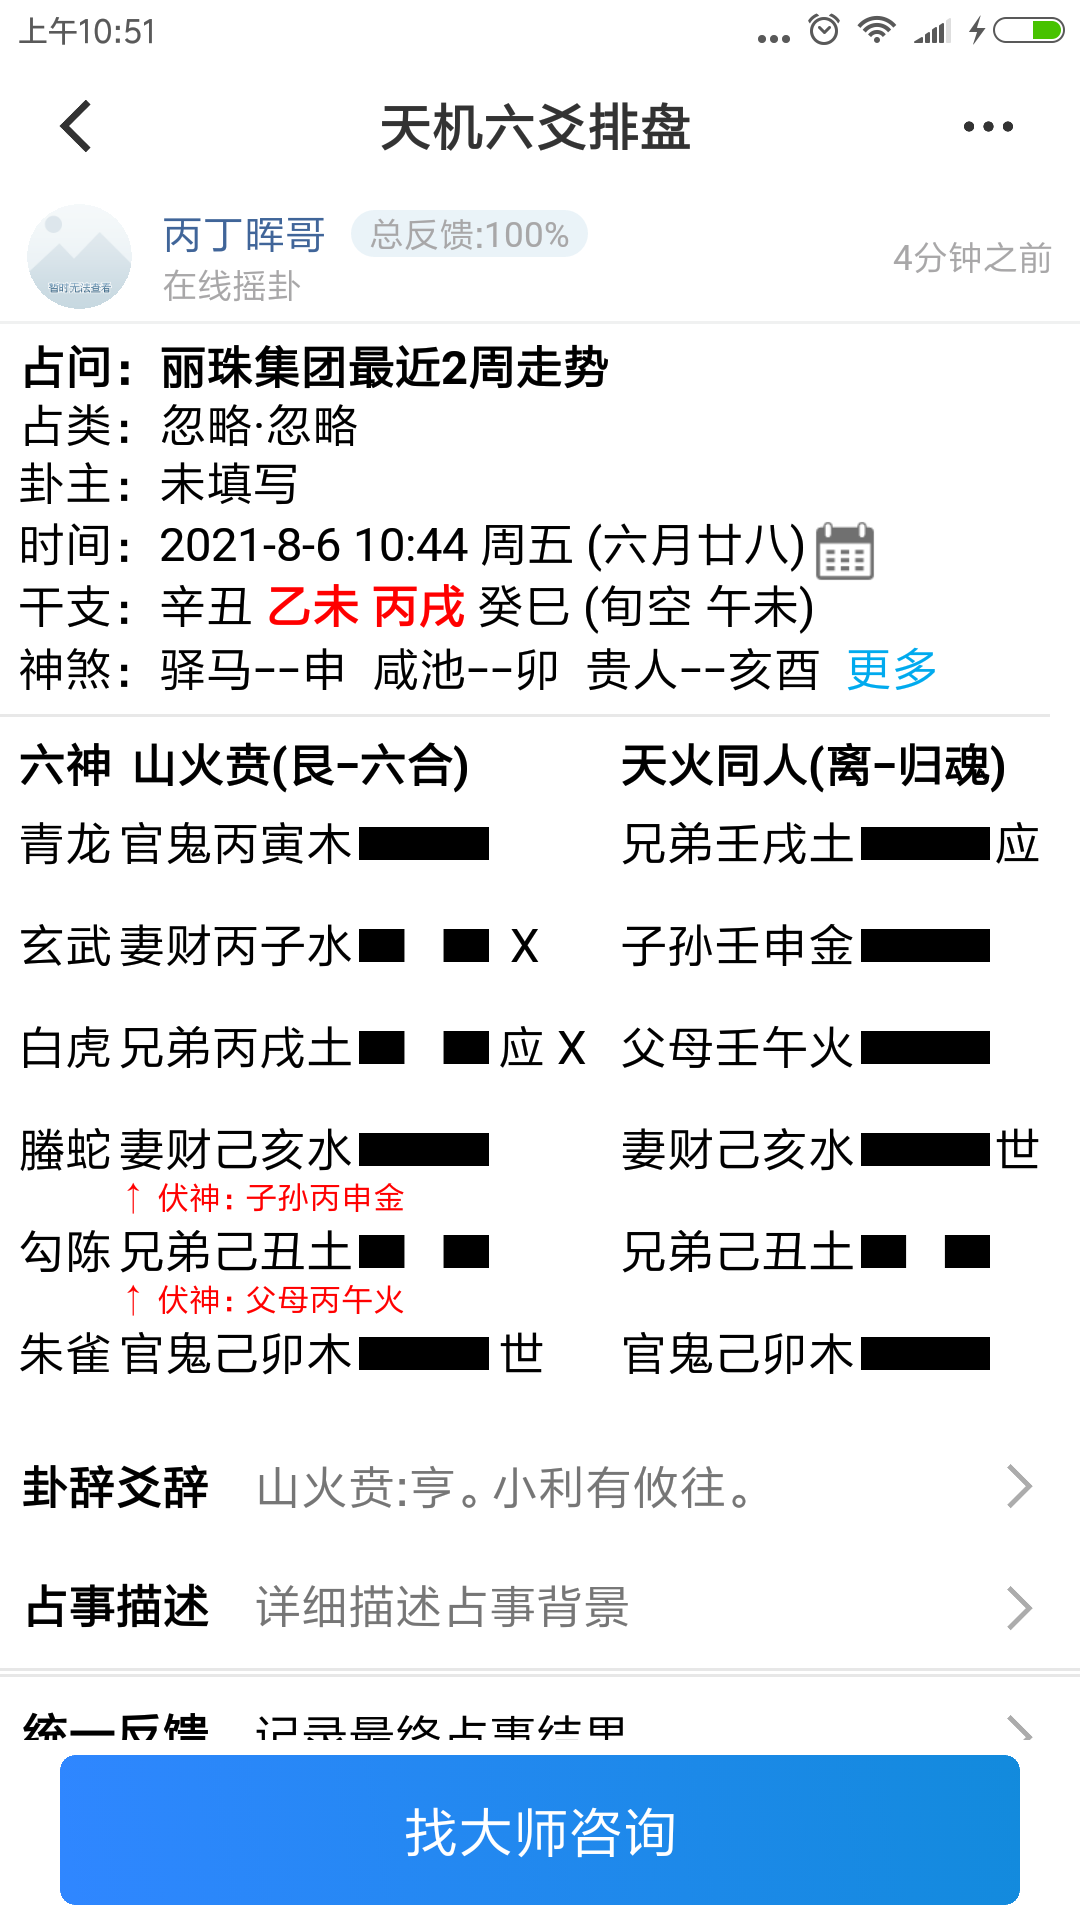 上午10:51
天机六爻排盘
丙丁晖哥 总反馈:100%
在线摇卦
4分钟之前
暂时无法查看
占问：丽珠集团最近2周走势
占类：忽略·忽略
卦主：未填写
时间：2021-8-6 10:44 周五 (六月廿八)
干支：辛丑 乙未 丙戌 癸巳 (旬空 午未)
神煞：驿马--申 咸池--卯 贵人--亥酉 更多
六神 山火贲(艮-六合) 天火同人(离-归魂)
青龙 官鬼丙寅木 兄弟壬戌土 应
玄武 妻财丙子水 X 子孙壬申金
白虎 兄弟丙戌土 应 X 父母壬午火
螣蛇 妻财己亥水 妻财己亥水 世
↑ 伏神: 子孙丙申金
勾陈 兄弟己丑土 兄弟己丑土
↑ 伏神: 父母丙午火
朱雀 官鬼己卯木 世 官鬼己卯木
卦辞爻辞 山火贲:亨。小利有攸往。
占事描述 详细描述占事背景
统一反馈 记录最终占事结果
找大师咨询